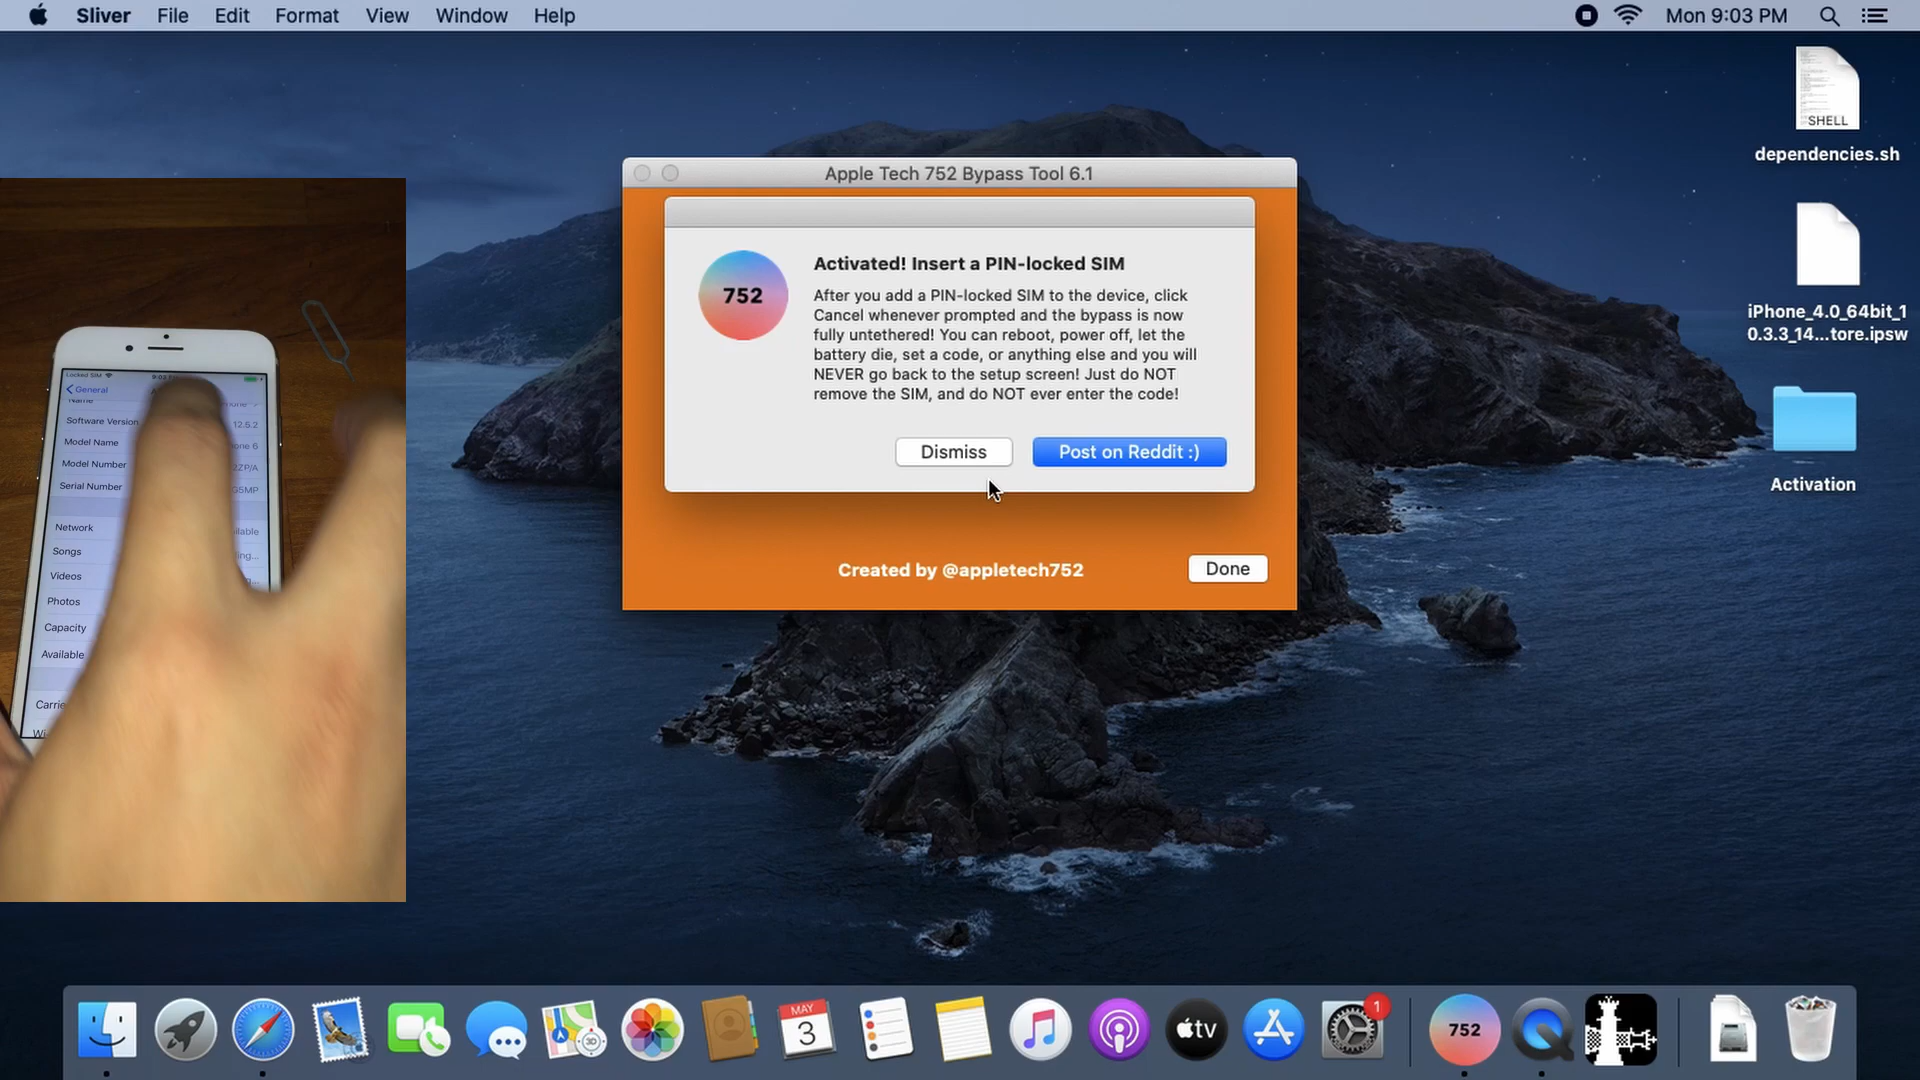 Sliver File Edit Format View Window Help
Mon 9:03 PM
SHELL
dependencies.sh
iPhone_4.0_64bit_1
0.3.3_14...tore.ipsw
Activation
Apple Tech 752 Bypass Tool 6.1
752
Activated! Insert a PIN-locked SIM
After you add a PIN-locked SIM to the device, click
Cancel whenever prompted and the bypass is now
fully untethered! You can reboot, power off, let the
battery die, set a code, or anything else and you will
NEVER go back to the setup screen! Just do NOT
remove the SIM, and do NOT ever enter the code!
Dismiss
Post on Reddit :)
Created by @appletech752
Done
Locked SIM
General
Name
Software Version 12.5.2
Model Name
Model Number
Serial Number
Network
Songs
Videos
Photos
Capacity
Available
MAY
3
3D
tv
1
752